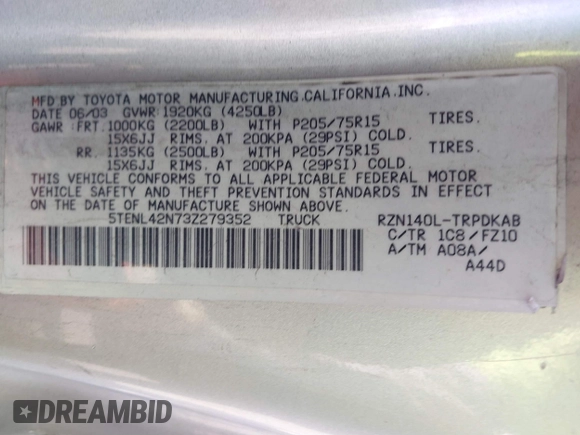 MFD BY TOYOTA MOTOR MANUFACTURING CALIFORNIA INC.
DATE 06/03 GVWR 1920KG (4250LB)
GAWR FRT. 1000KG (2200LB) WITH P205/75R15 TIRES.
15X6JJ RIMS. AT 200KPA (29PSI) COLD.
RR. 1135KG (2500LB) WITH P205/75R15 TIRES.
15X6JJ RIMS. AT 200KPA (29PSI) COLD.
THIS VEHICLE CONFORMS TO ALL APPLICABLE FEDERAL MOTOR
VEHICLE SAFETY AND THEFT PREVENTION STANDARDS IN EFFECT
ON THE DATE OF MANUFACTURE SHOWN ABOVE.
5TENL42N73Z279352 TRUCK RZN140L-TRPDKAB
C/TR 1C8/FZ10
A/TM A08A/
A44D
DREAMBID